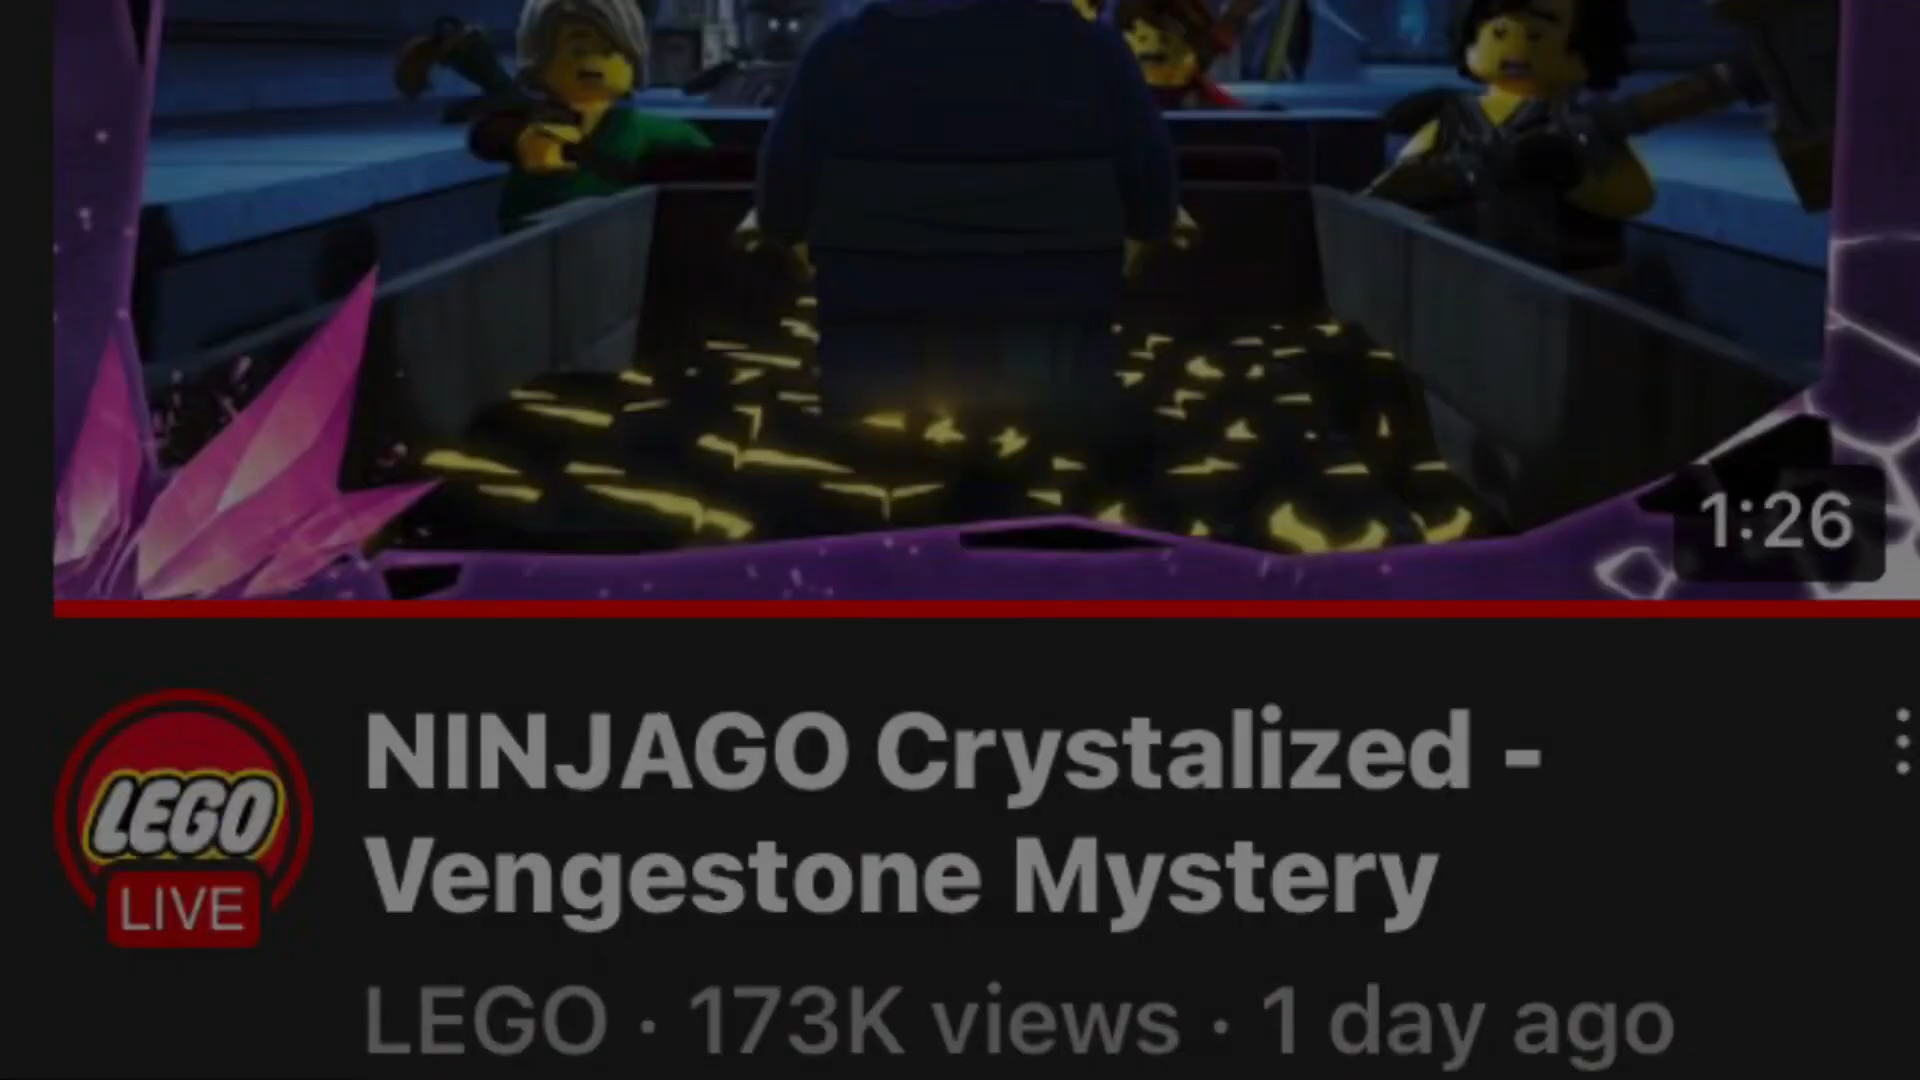 1:26
NINJAGO Crystalized -
Vengestone Mystery
LEGO
LIVE
LEGO · 173K views · 1 day ago